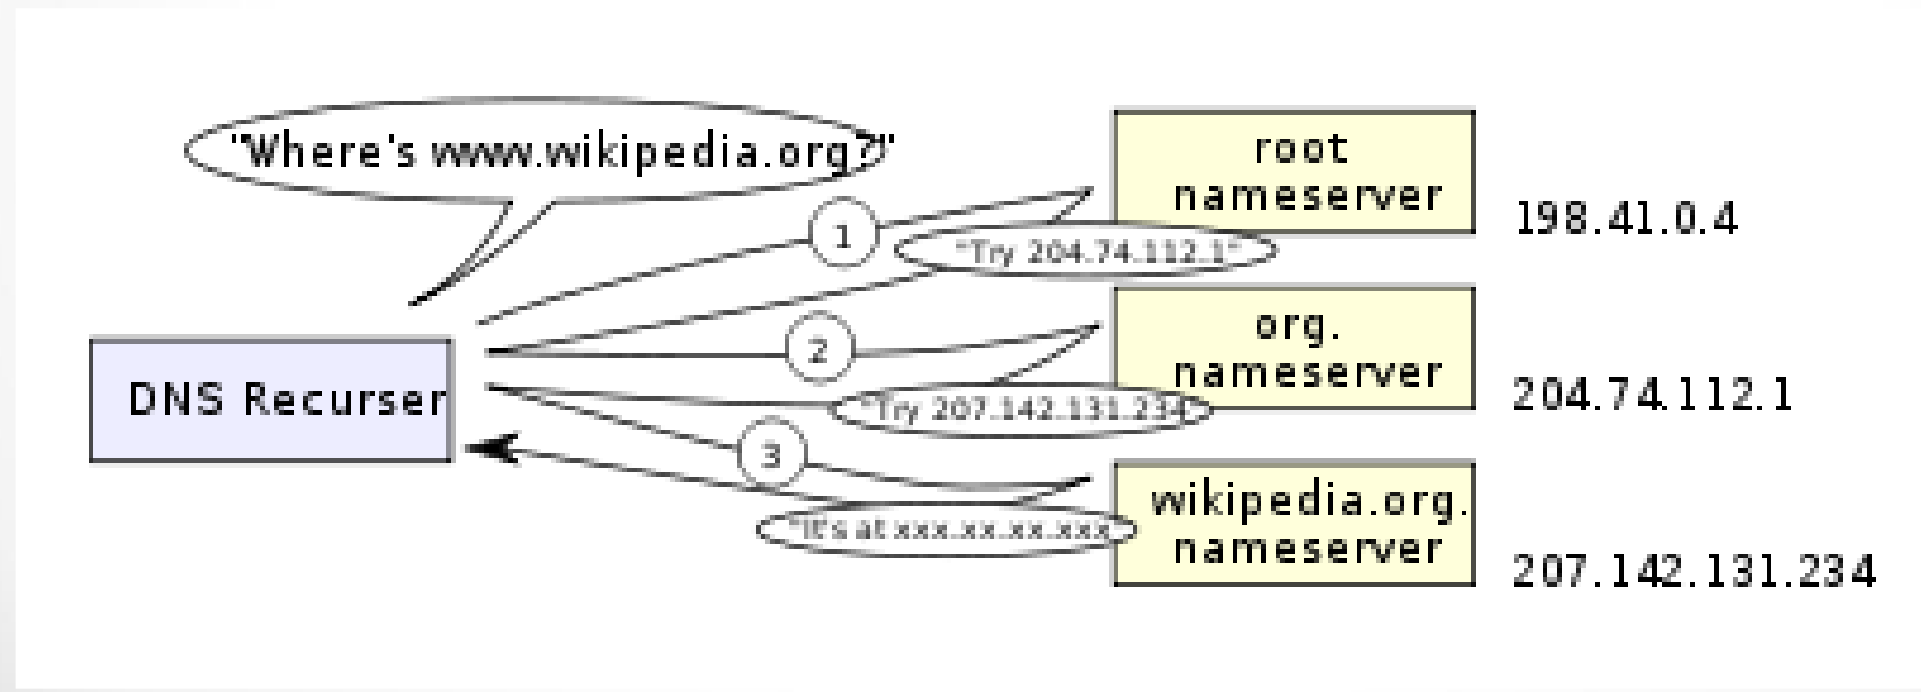 "Where's www.wikipedia.org?"
root
nameserver
198.41.0.4
1
"Try 204.74.112.1"
org.
nameserver
204.74.112.1
2
DNS Recurser
"Try 207.142.131.234"
3
wikipedia.org.
nameserver
207.142.131.234
"It's at xxx.xx.xx.xxx"